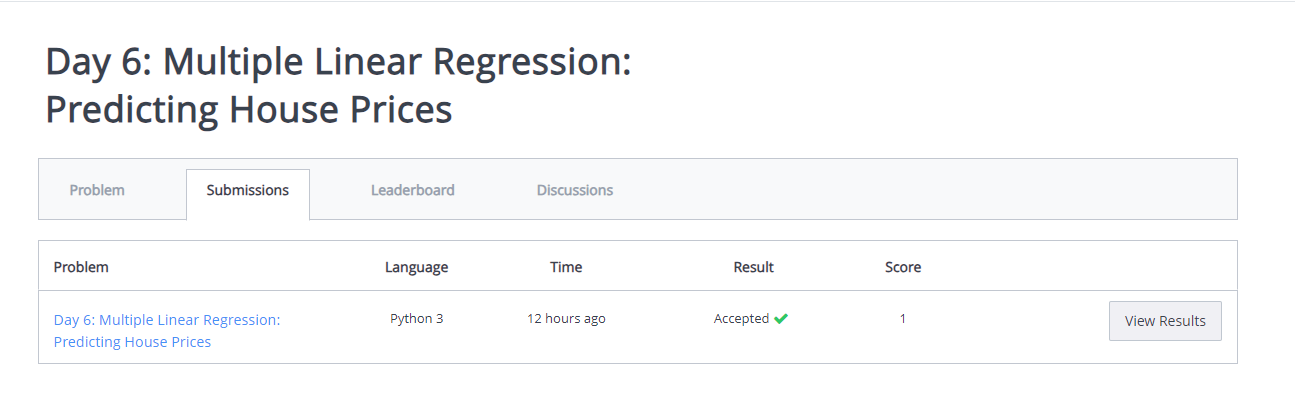 Day 6: Multiple Linear Regression:
Predicting House Prices
Problem Submissions Leaderboard Discussions
Problem Language Time Result Score
Day 6: Multiple Linear Regression: Python 3 12 hours ago Accepted 1 View Results
Predicting House Prices